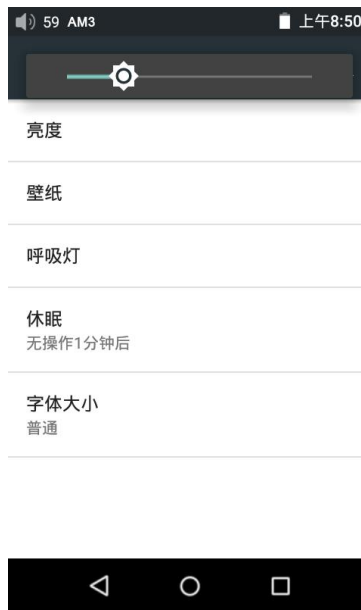 59 AM3 上午8:50
亮度
壁纸
呼吸灯
休眠
无操作1分钟后
字体大小
普通